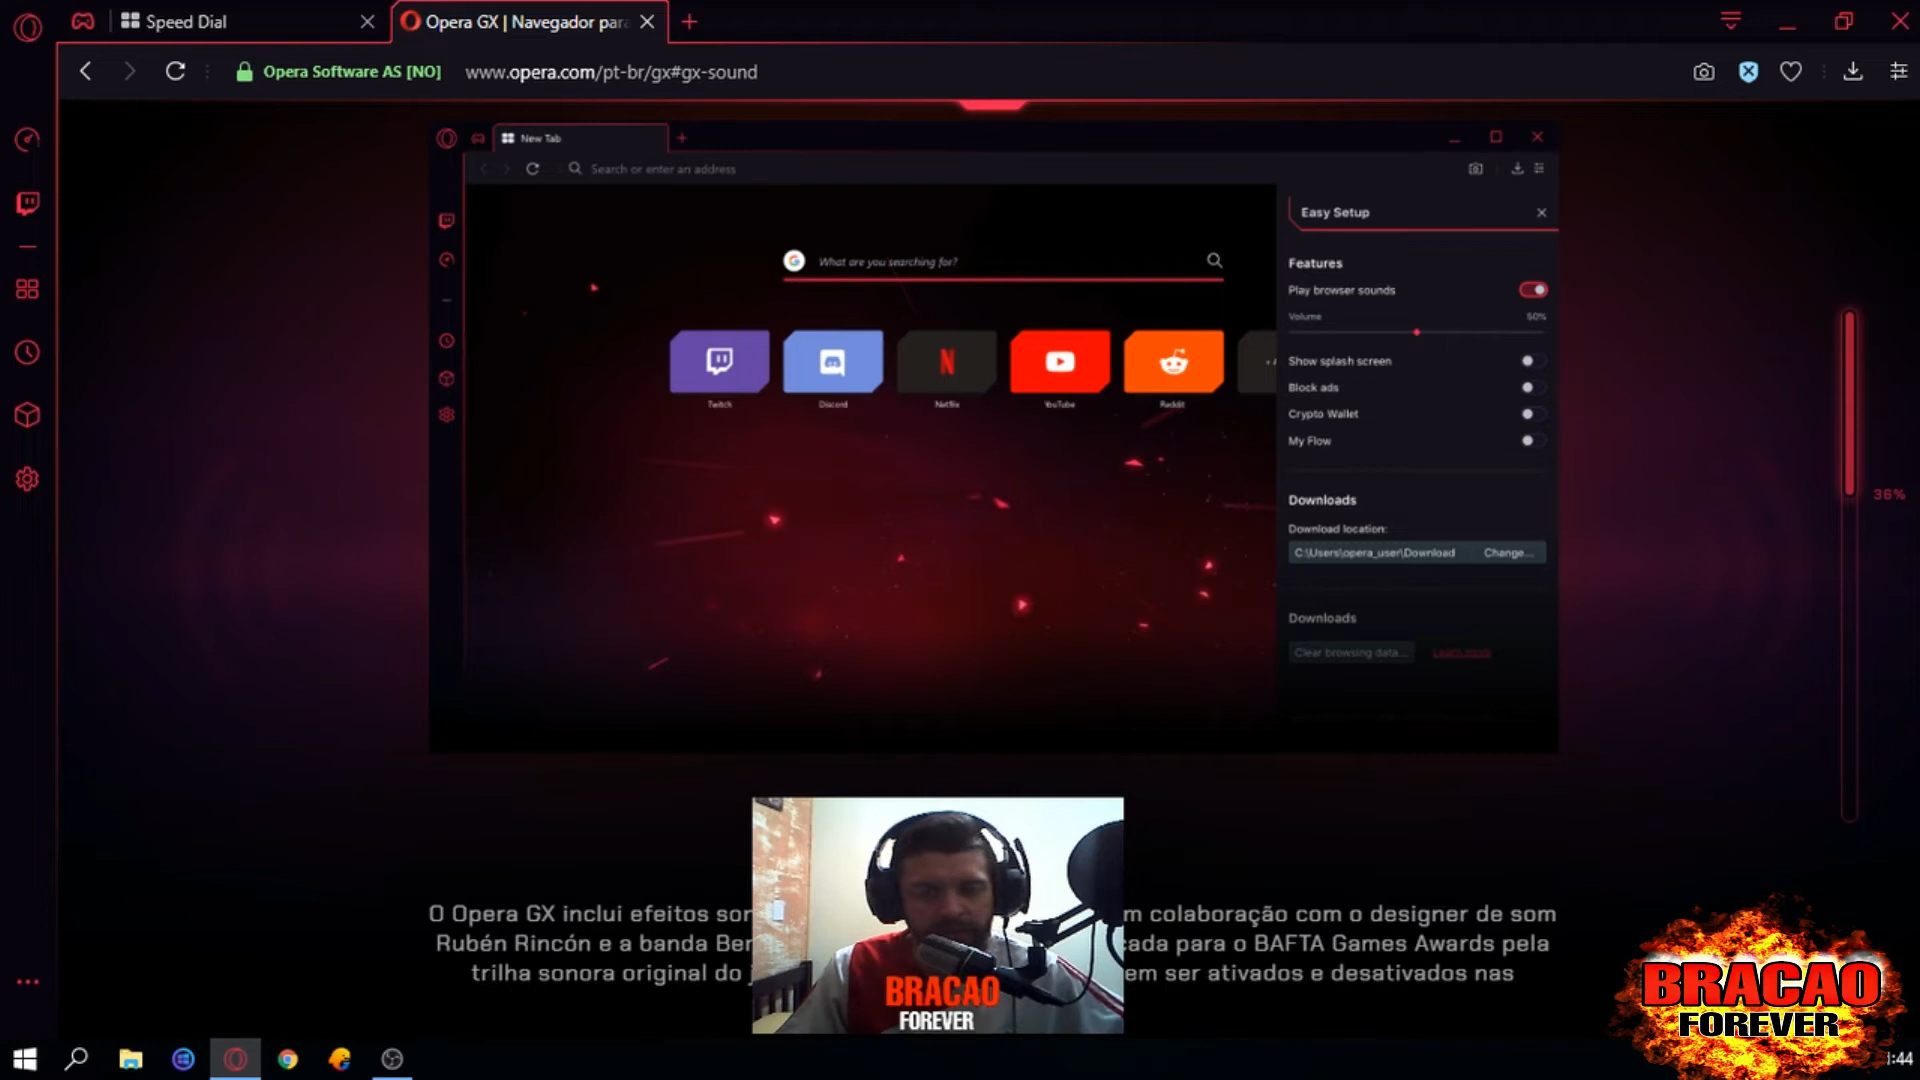 Speed Dial
Opera GX | Navegador par
Opera Software AS [NO]
www.opera.com/pt-br/gx#gx-sound
New Tab
Search or enter an address
Easy Setup
What are you searching for?
Features
Play browser sounds
Volume
50%
Show splash screen
Block ads
Crypto Wallet
My Flow
Twitch
Discord
Netflix
YouTube
Reddit
36%
Downloads
Download location:
C:\Users\opera_user\Download
Change...
Downloads
Clear browsing data...
Learn more
O Opera GX inclui efeitos son m colaboração com o designer de som
Rubén Rincón e a banda Ber cada para o BAFTA Games Awards pela
trilha sonora original do j em ser ativados e desativados nas
BRACAO
FOREVER
BRACAO
FOREVER
:44